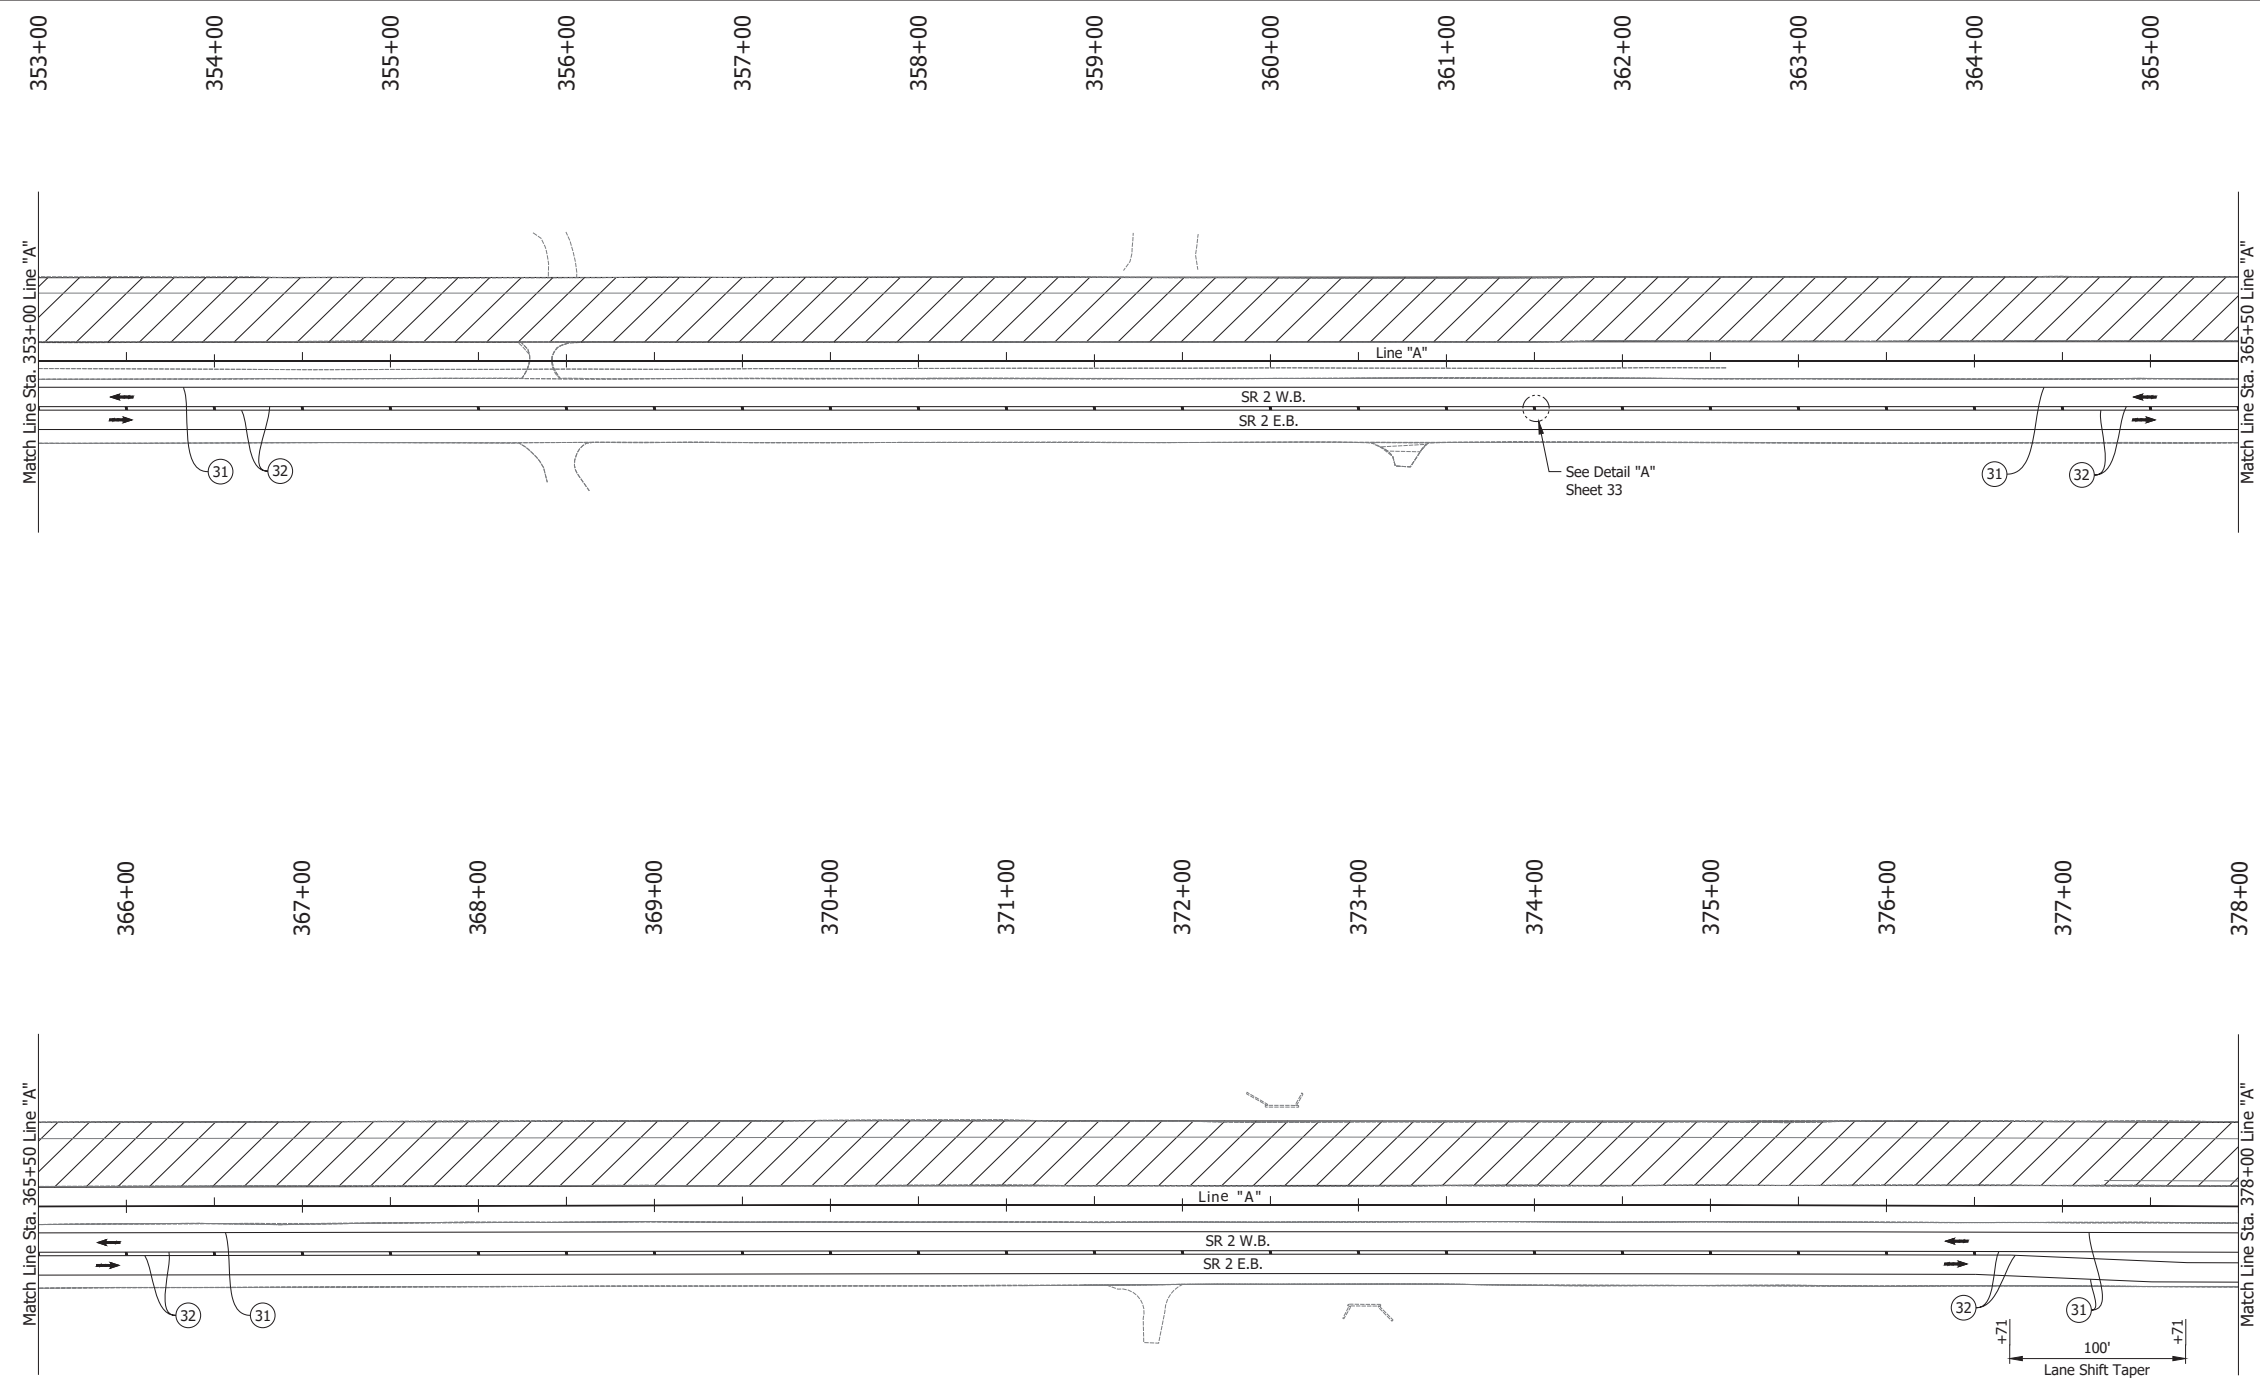 353+00
354+00
355+00
356+00
357+00
358+00
359+00
360+00
361+00
362+00
363+00
364+00
365+00
Match Line Sta. 353+00 Line "A"
Match Line Sta. 365+50 Line "A"
Line "A"
SR 2 W.B.
SR 2 E.B.
31
32
See Detail "A"
Sheet 33
31
32
366+00
367+00
368+00
369+00
370+00
371+00
372+00
373+00
374+00
375+00
376+00
377+00
378+00
Match Line Sta. 365+50 Line "A"
Match Line Sta. 378+00 Line "A"
Line "A"
SR 2 W.B.
SR 2 E.B.
32
31
32
31
+71
+71
100'
Lane Shift Taper